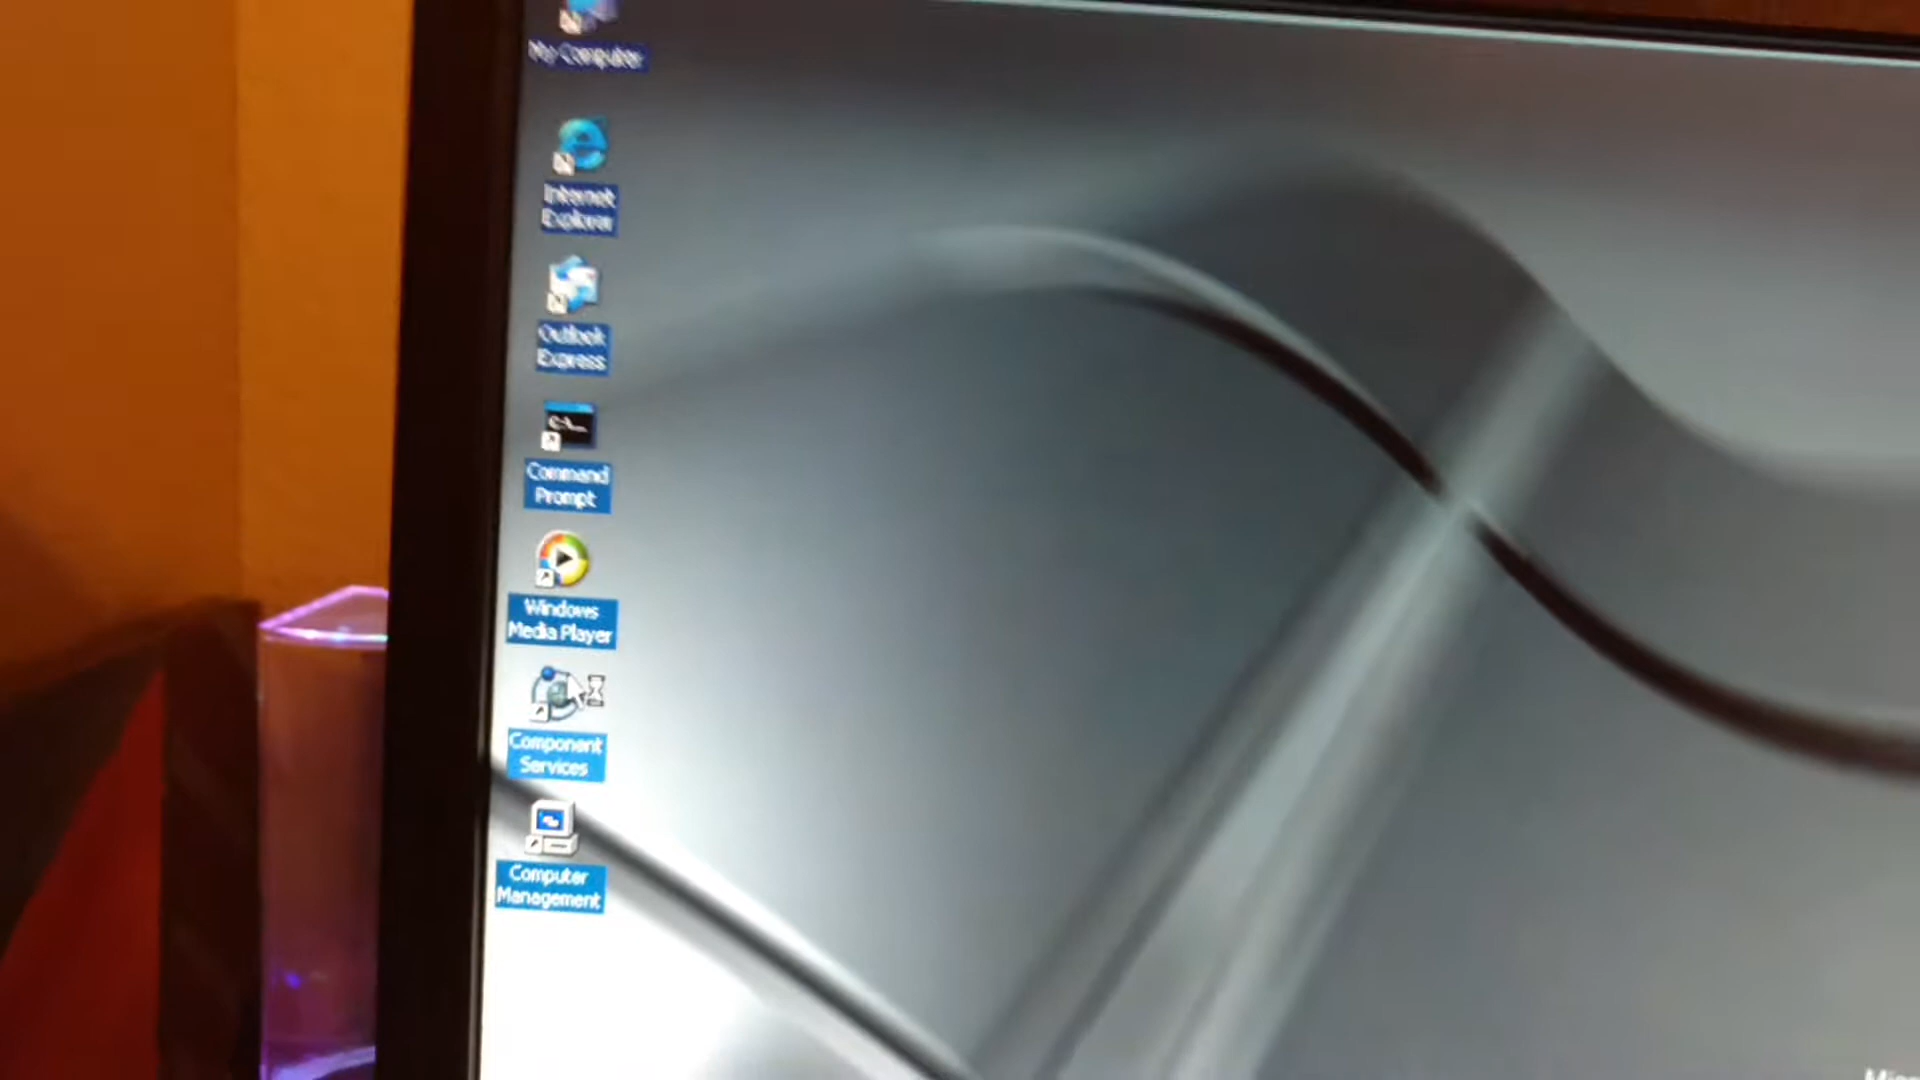 My Computer
Internet
Explorer
Outlook
Express
C:\_
Command
Prompt
Windows
Media Player
Component
Services
Computer
Management